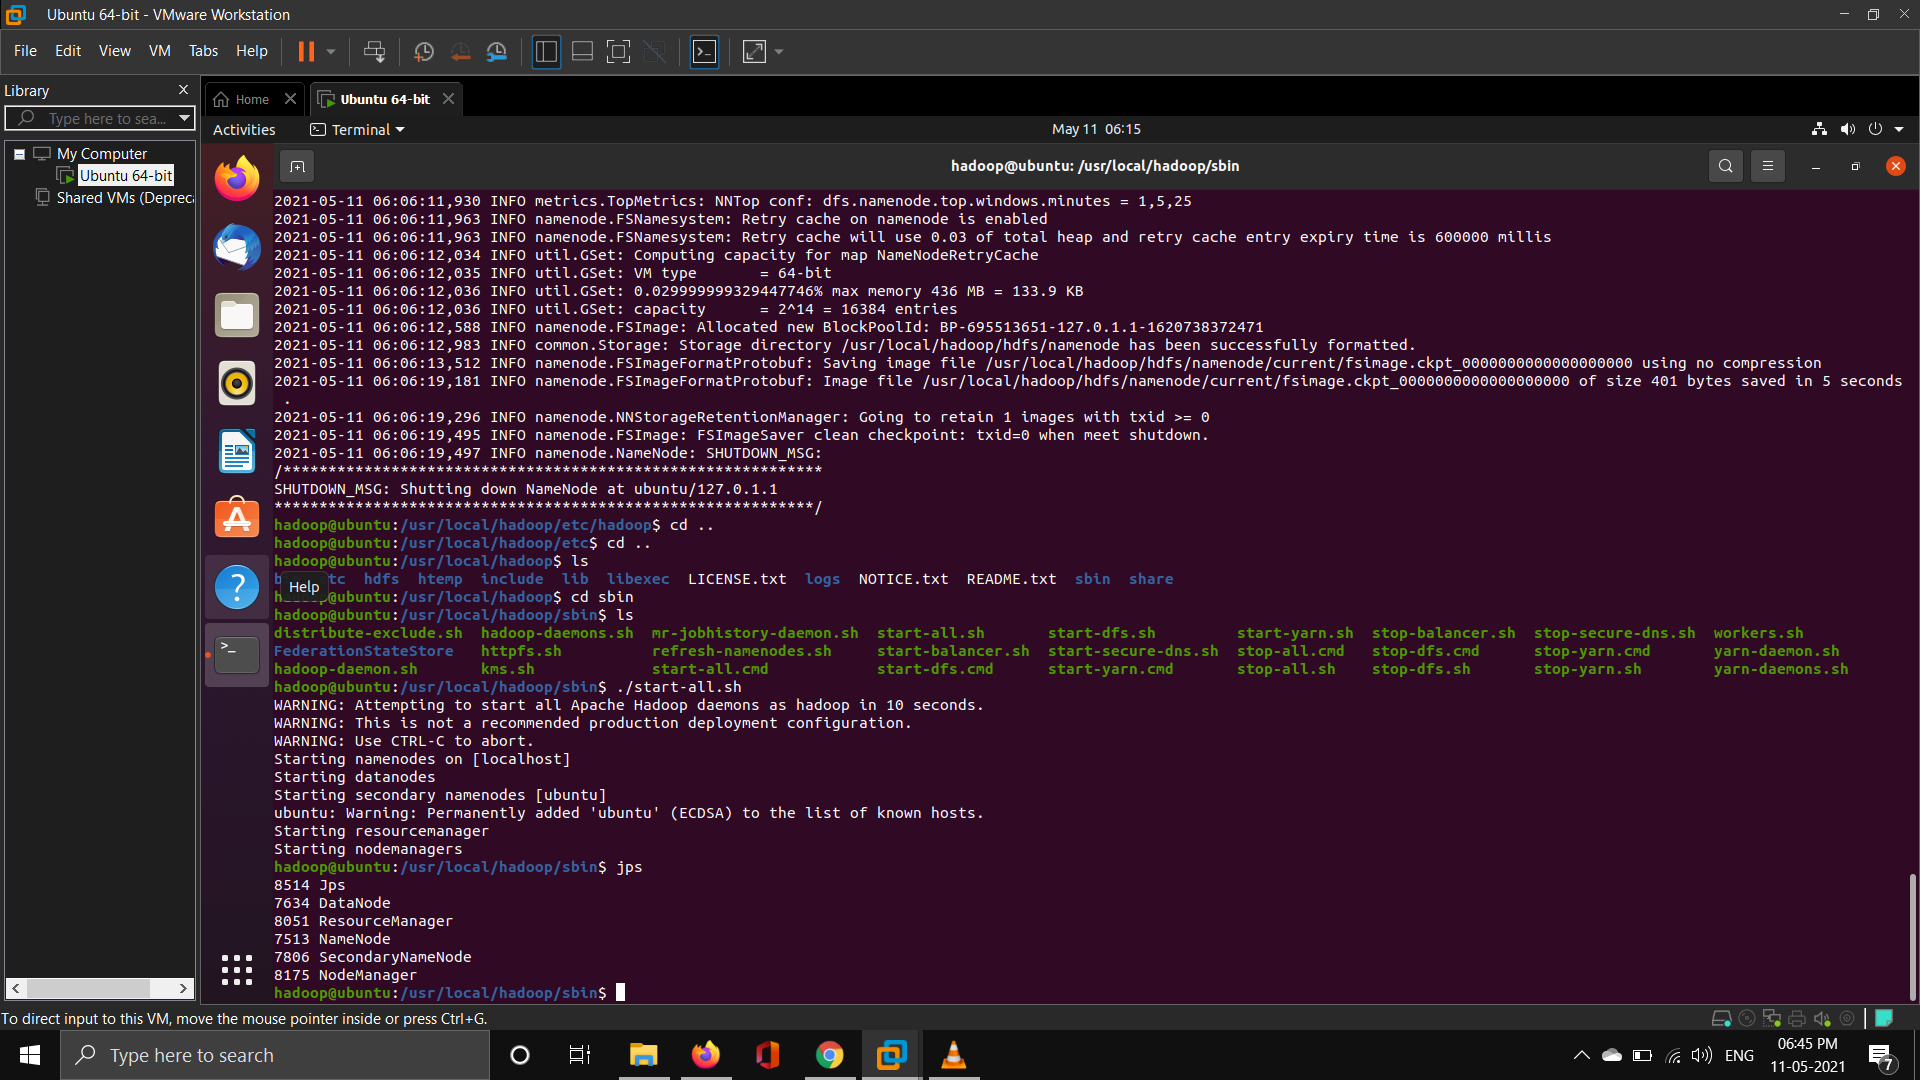 Ubuntu 64-bit - VMware Workstation
File Edit View VM Tabs Help
Library
Type here to sea...
My Computer
Ubuntu 64-bit
Shared VMs (Depreca
Home
Ubuntu 64-bit
Activities Terminal May 11 06:15
hadoop@ubuntu: /usr/local/hadoop/sbin
2021-05-11 06:06:11,930 INFO metrics.TopMetrics: NNTop conf: dfs.namenode.top.windows.minutes = 1,5,25
2021-05-11 06:06:11,963 INFO namenode.FSNamesystem: Retry cache on namenode is enabled
2021-05-11 06:06:11,963 INFO namenode.FSNamesystem: Retry cache will use 0.03 of total heap and retry cache entry expiry time is 600000 millis
2021-05-11 06:06:12,034 INFO util.GSet: Computing capacity for map NameNodeRetryCache
2021-05-11 06:06:12,035 INFO util.GSet: VM type       = 64-bit
2021-05-11 06:06:12,036 INFO util.GSet: 0.029999999329447746% max memory 436 MB = 133.9 KB
2021-05-11 06:06:12,036 INFO util.GSet: capacity      = 2^14 = 16384 entries
2021-05-11 06:06:12,588 INFO namenode.FSImage: Allocated new BlockPoolId: BP-695513651-127.0.1.1-1620738372471
2021-05-11 06:06:12,983 INFO common.Storage: Storage directory /usr/local/hadoop/hdfs/namenode has been successfully formatted.
2021-05-11 06:06:13,512 INFO namenode.FSImageFormatProtobuf: Saving image file /usr/local/hadoop/hdfs/namenode/current/fsimage.ckpt_0000000000000000000 using no compression
2021-05-11 06:06:19,181 INFO namenode.FSImageFormatProtobuf: Image file /usr/local/hadoop/hdfs/namenode/current/fsimage.ckpt_0000000000000000000 of size 401 bytes saved in 5 seconds
.
2021-05-11 06:06:19,296 INFO namenode.NNStorageRetentionManager: Going to retain 1 images with txid >= 0
2021-05-11 06:06:19,495 INFO namenode.FSImage: FSImageSaver clean checkpoint: txid=0 when meet shutdown.
2021-05-11 06:06:19,497 INFO namenode.NameNode: SHUTDOWN_MSG:
/************************************************************
SHUTDOWN_MSG: Shutting down NameNode at ubuntu/127.0.1.1
************************************************************/
hadoop@ubuntu:/usr/local/hadoop/etc/hadoop$ cd ..
hadoop@ubuntu:/usr/local/hadoop/etc$ cd ..
hadoop@ubuntu:/usr/local/hadoop$ ls
b tc hdfs htemp include lib libexec LICENSE.txt logs NOTICE.txt README.txt sbin share
Help
hadoop@ubuntu:/usr/local/hadoop$ cd sbin
hadoop@ubuntu:/usr/local/hadoop/sbin$ ls
distribute-exclude.sh hadoop-daemons.sh mr-jobhistory-daemon.sh start-all.sh start-dfs.sh start-yarn.sh stop-balancer.sh stop-secure-dns.sh workers.sh
FederationStateStore httpfs.sh refresh-namenodes.sh start-balancer.sh start-secure-dns.sh stop-all.cmd stop-dfs.cmd stop-yarn.cmd yarn-daemon.sh
hadoop-daemon.sh kms.sh start-all.cmd start-dfs.cmd start-yarn.cmd stop-all.sh stop-dfs.sh stop-yarn.sh yarn-daemons.sh
hadoop@ubuntu:/usr/local/hadoop/sbin$ ./start-all.sh
WARNING: Attempting to start all Apache Hadoop daemons as hadoop in 10 seconds.
WARNING: This is not a recommended production deployment configuration.
WARNING: Use CTRL-C to abort.
Starting namenodes on [localhost]
Starting datanodes
Starting secondary namenodes [ubuntu]
ubuntu: Warning: Permanently added 'ubuntu' (ECDSA) to the list of known hosts.
Starting resourcemanager
Starting nodemanagers
hadoop@ubuntu:/usr/local/hadoop/sbin$ jps
8514 Jps
7634 DataNode
8051 ResourceManager
7513 NameNode
7806 SecondaryNameNode
8175 NodeManager
hadoop@ubuntu:/usr/local/hadoop/sbin$
To direct input to this VM, move the mouse pointer inside or press Ctrl+G.
Type here to search
ENG
06:45 PM
11-05-2021
7